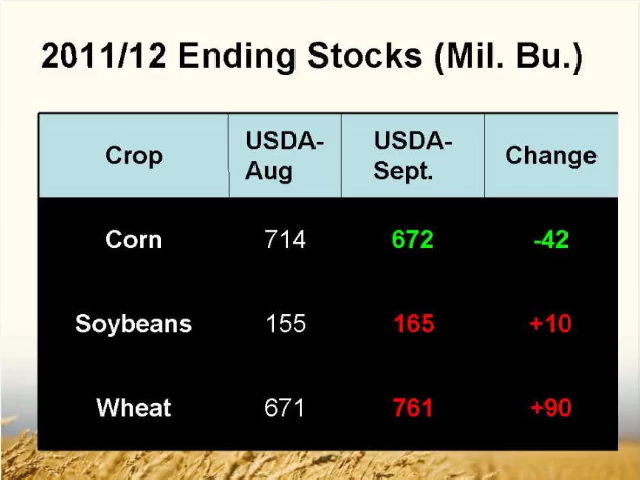 2011/12 Ending Stocks (Mil. Bu.)
Crop USDA- USDA- Change
Aug Sept.
Corn 714 672 -42
Soybeans 155 165 +10
Wheat 671 761 +90